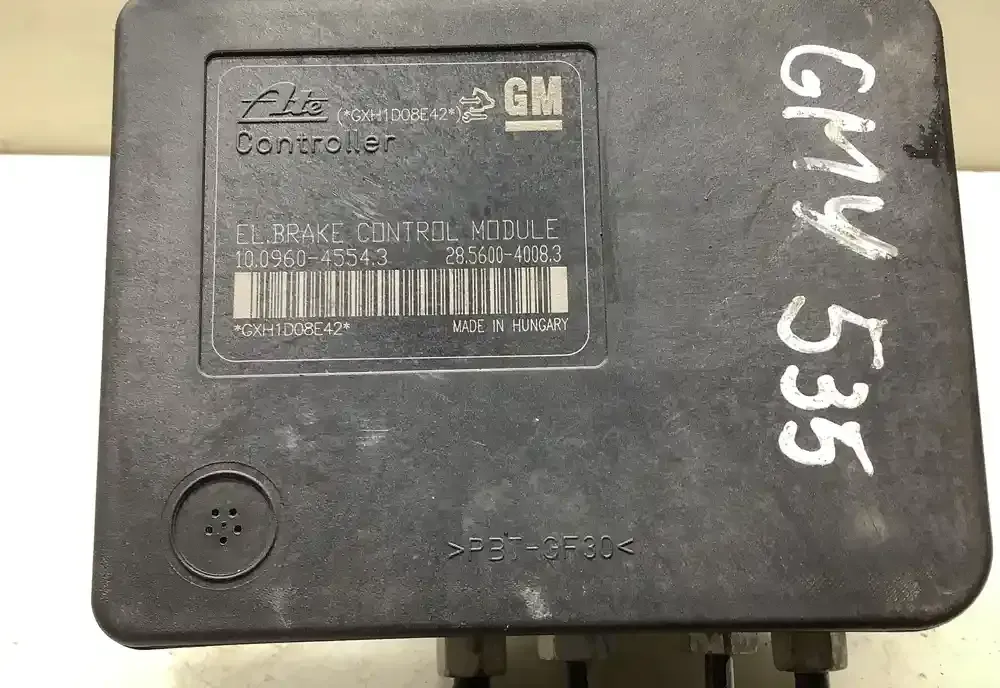 Ate (*GXH1D08E42*) GM
Controller
EL.BRAKE CONTROL MODULE
10.0960-4554.3 28.5600-4008.3
*GXH1D08E42* MADE IN HUNGARY
>PBT-GF30<
GMY 535